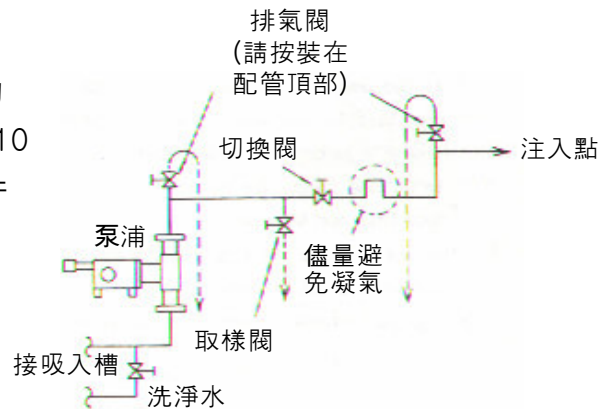 排氣閥
(請按裝在
配管頂部)
10
切換閥
注入點
泵浦
儘量避
免凝氣
取樣閥
接吸入槽
洗淨水